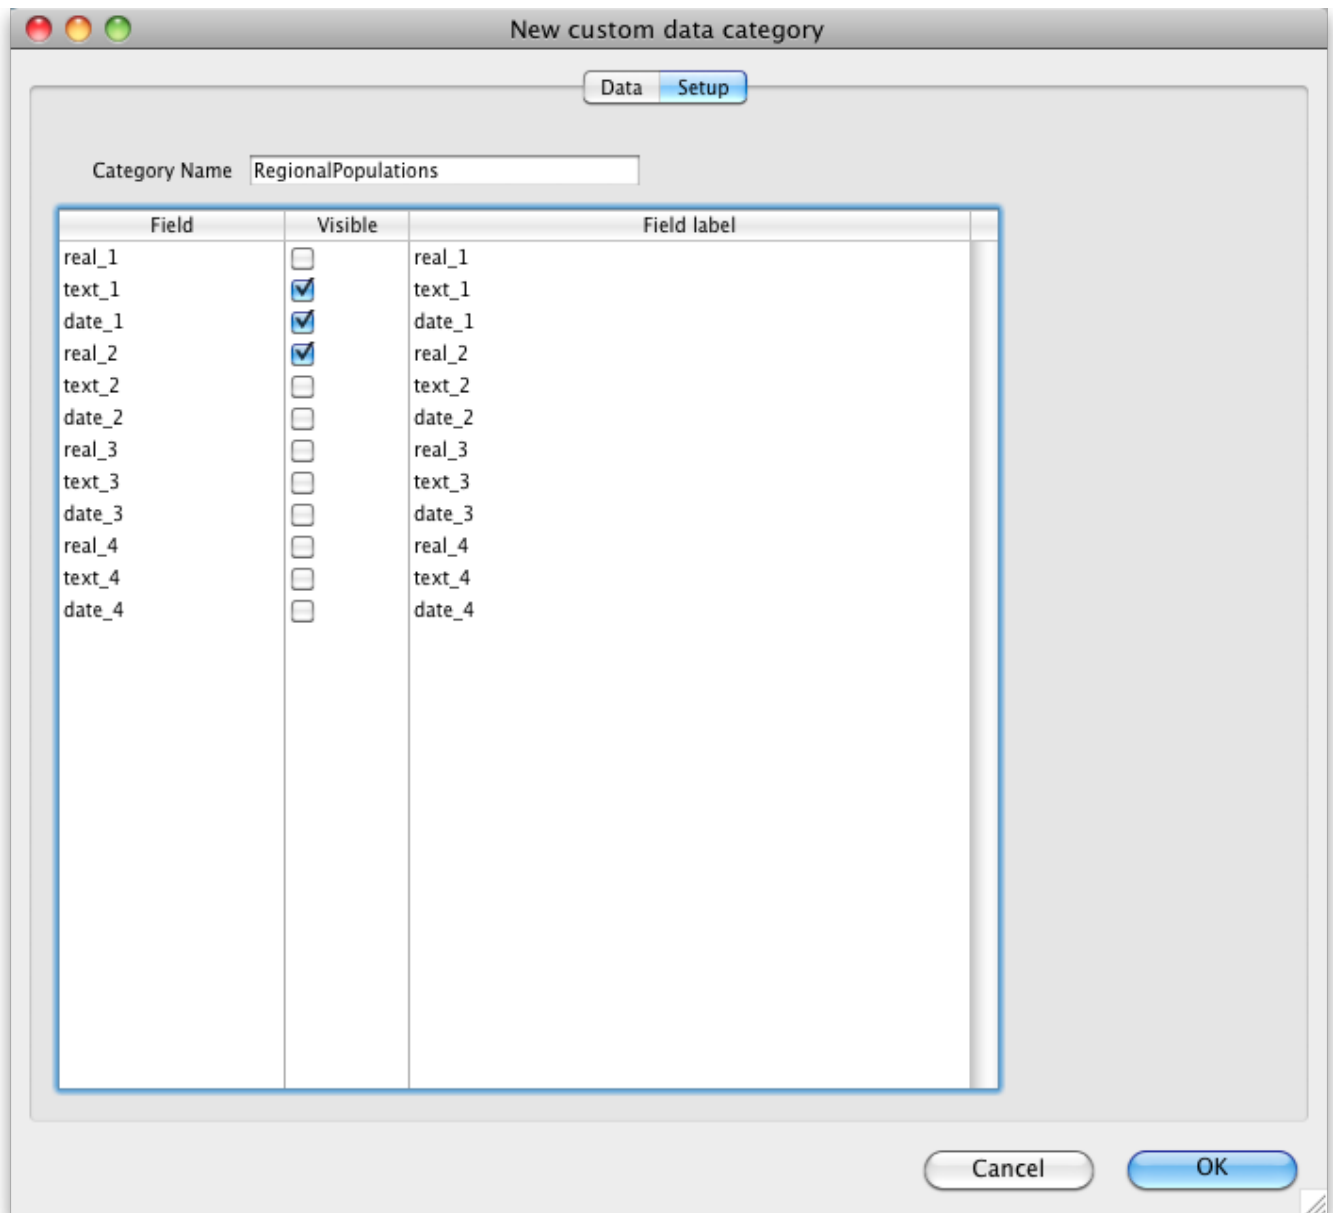 New custom data category
Data Setup
Category Name RegionalPopulations
Field Visible Field label
real_1 real_1
text_1 text_1
date_1 date_1
real_2 real_2
text_2 text_2
date_2 date_2
real_3 real_3
text_3 text_3
date_3 date_3
real_4 real_4
text_4 text_4
date_4 date_4
Cancel OK